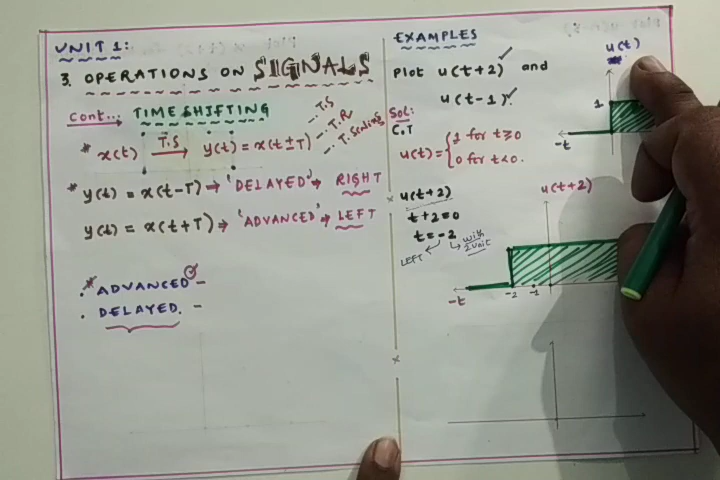 UNIT 1:
3. OPERATIONS ON SIGNALS
Cont... TIME SHIFTING
- T.S
- T.R
- T. Scaling
* x(t) T.S → y(t) = x(t±T)
* y(t) = x(t-T) → 'DELAYED' → RIGHT
y(t) = x(t+T) → 'ADVANCED' → LEFT
* ADVANCED -
. DELAYED. -
EXAMPLES
Plot u(t+2) and
u(t-1).
Sol:
C.T
u(t) = { 1 for t≥0
0 for t<0.
u(t)
1
-t
* u(t+2)
t+2=0
t=-2
LEFT
with 2 unit
u(t+2)
-t -2 -1